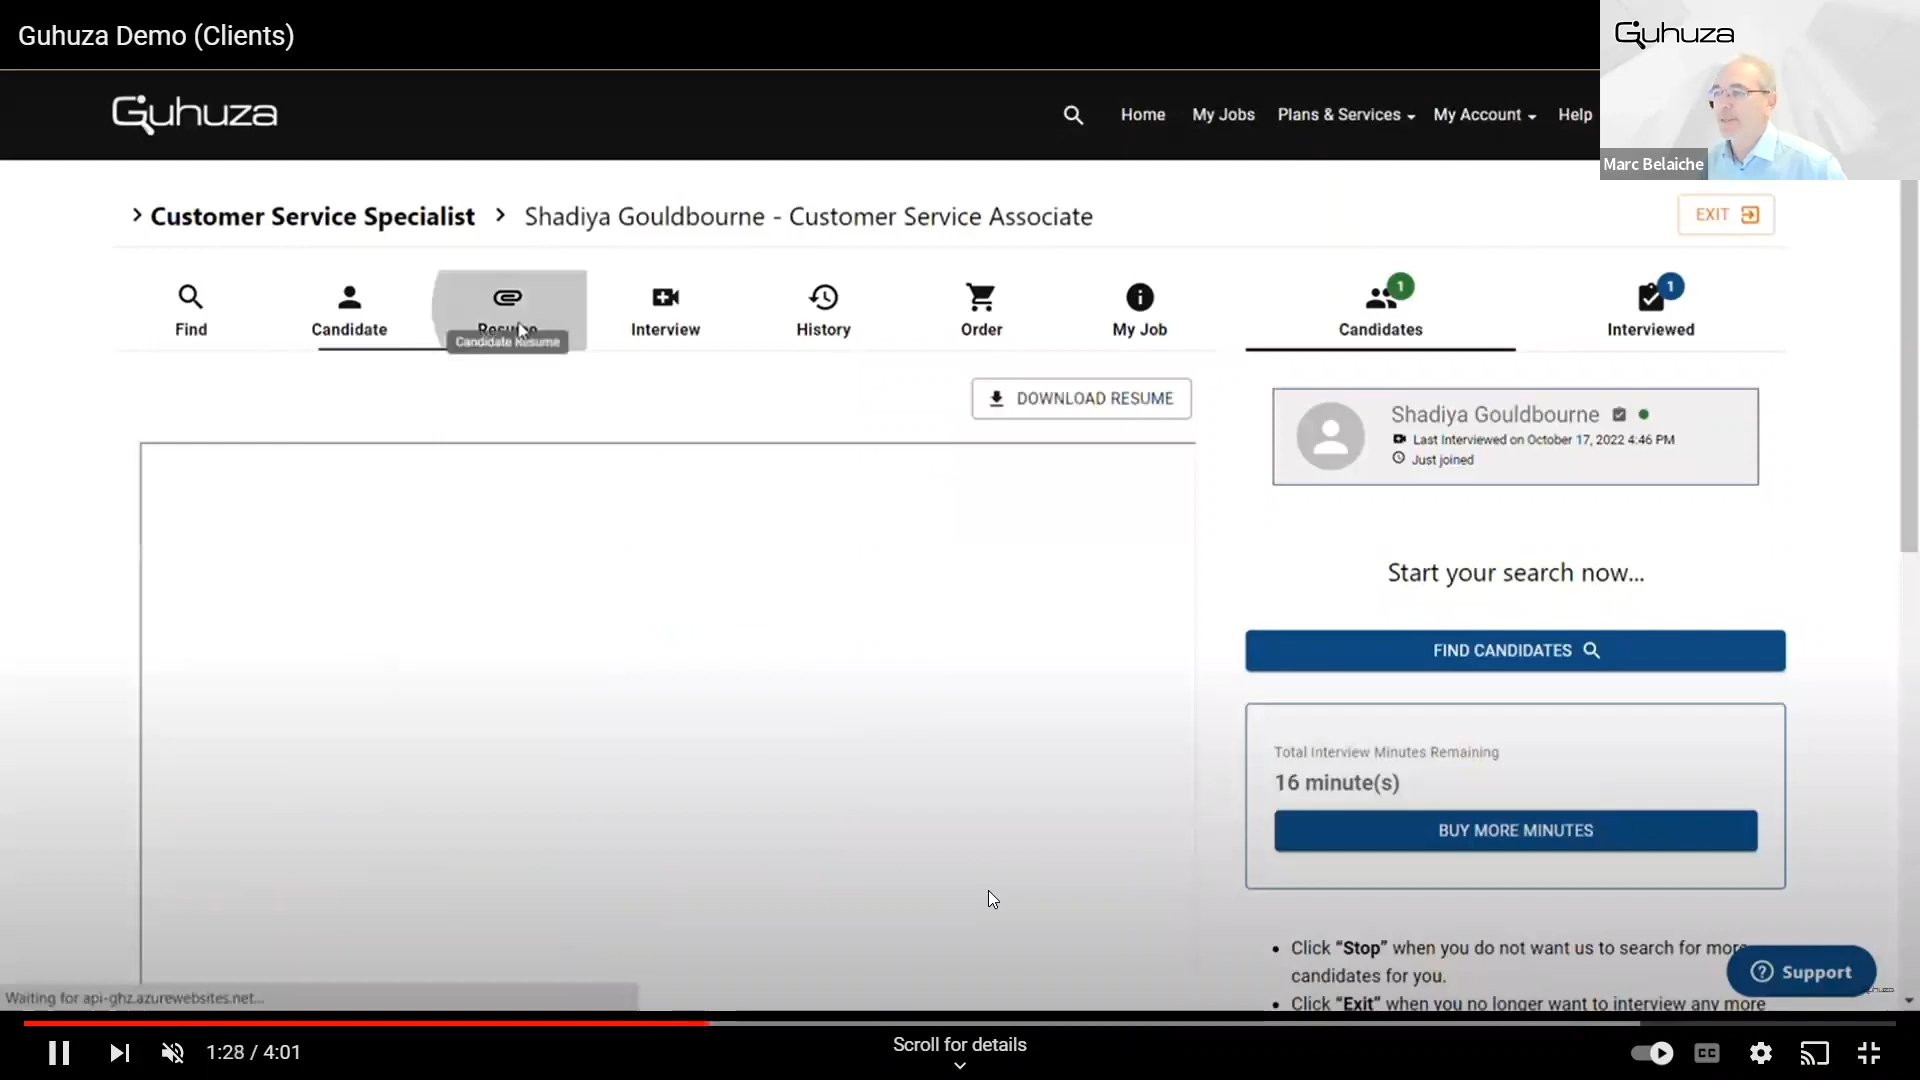 Guhuza Demo (Clients)
Guhuza
Marc Belaiche
Guhuza
Home My Jobs Plans & Services My Account Help
Customer Service Specialist > Shadiya Gouldbourne - Customer Service Associate
EXIT
Find
Candidate
Resume
Candidate Resume
Interview
History
Order
My Job
1
Candidates
1
Interviewed
DOWNLOAD RESUME
Shadiya Gouldbourne
Last Interviewed on October 17, 2022 4:46 PM
Just joined
Start your search now...
FIND CANDIDATES
Total Interview Minutes Remaining
16 minute(s)
BUY MORE MINUTES
• Click “Stop” when you do not want us to search for more
candidates for you.
• Click “Exit” when you no longer want to interview any more
Support
Guhuza
Waiting for api-ghz.azurewebsites.net...
1:28 / 4:01
Scroll for details
CC